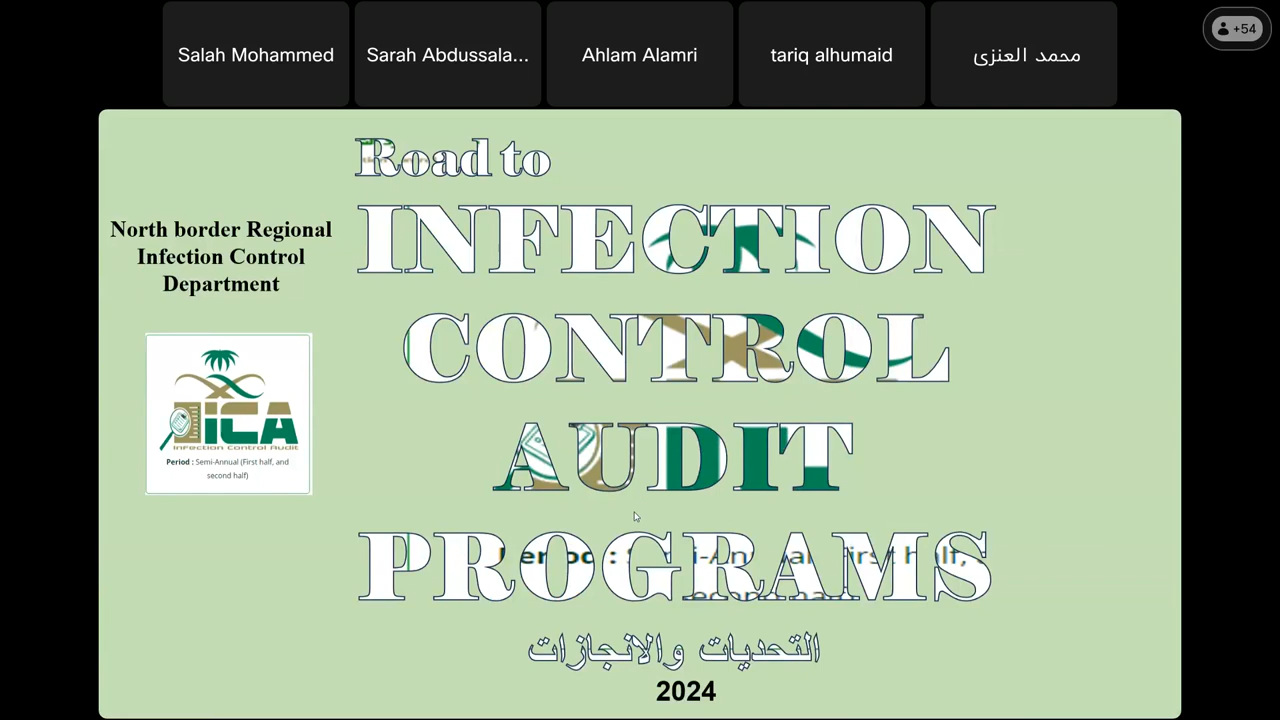 Salah Mohammed
Sarah Abdussala...
Ahlam Alamri
tariq alhumaid
محمد العنزى
+54
Road to
INFECTION
CONTROL
AUDIT
PROGRAMS
التحديات والانجازات
2024
North border Regional
Infection Control
Department
ICA
Infection Control Audit
Period : Semi-Annual (First half, and
second half)